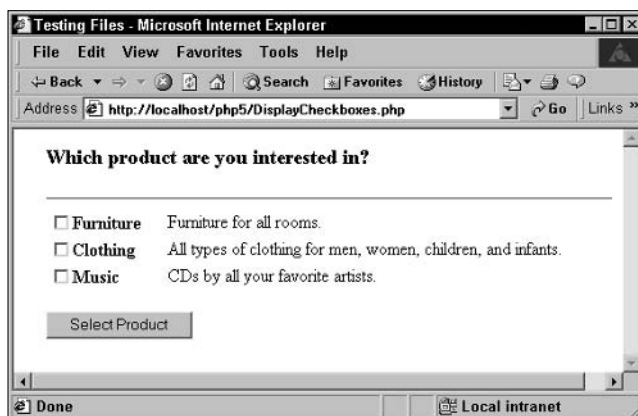 Testing Files - Microsoft Internet Explorer
File Edit View Favorites Tools Help
Back Search Favorites History
Address http://localhost/php5/DisplayCheckboxes.php Go Links »
Which product are you interested in?
Furniture Furniture for all rooms.
Clothing All types of clothing for men, women, children, and infants.
Music CDs by all your favorite artists.
Select Product
Done Local intranet